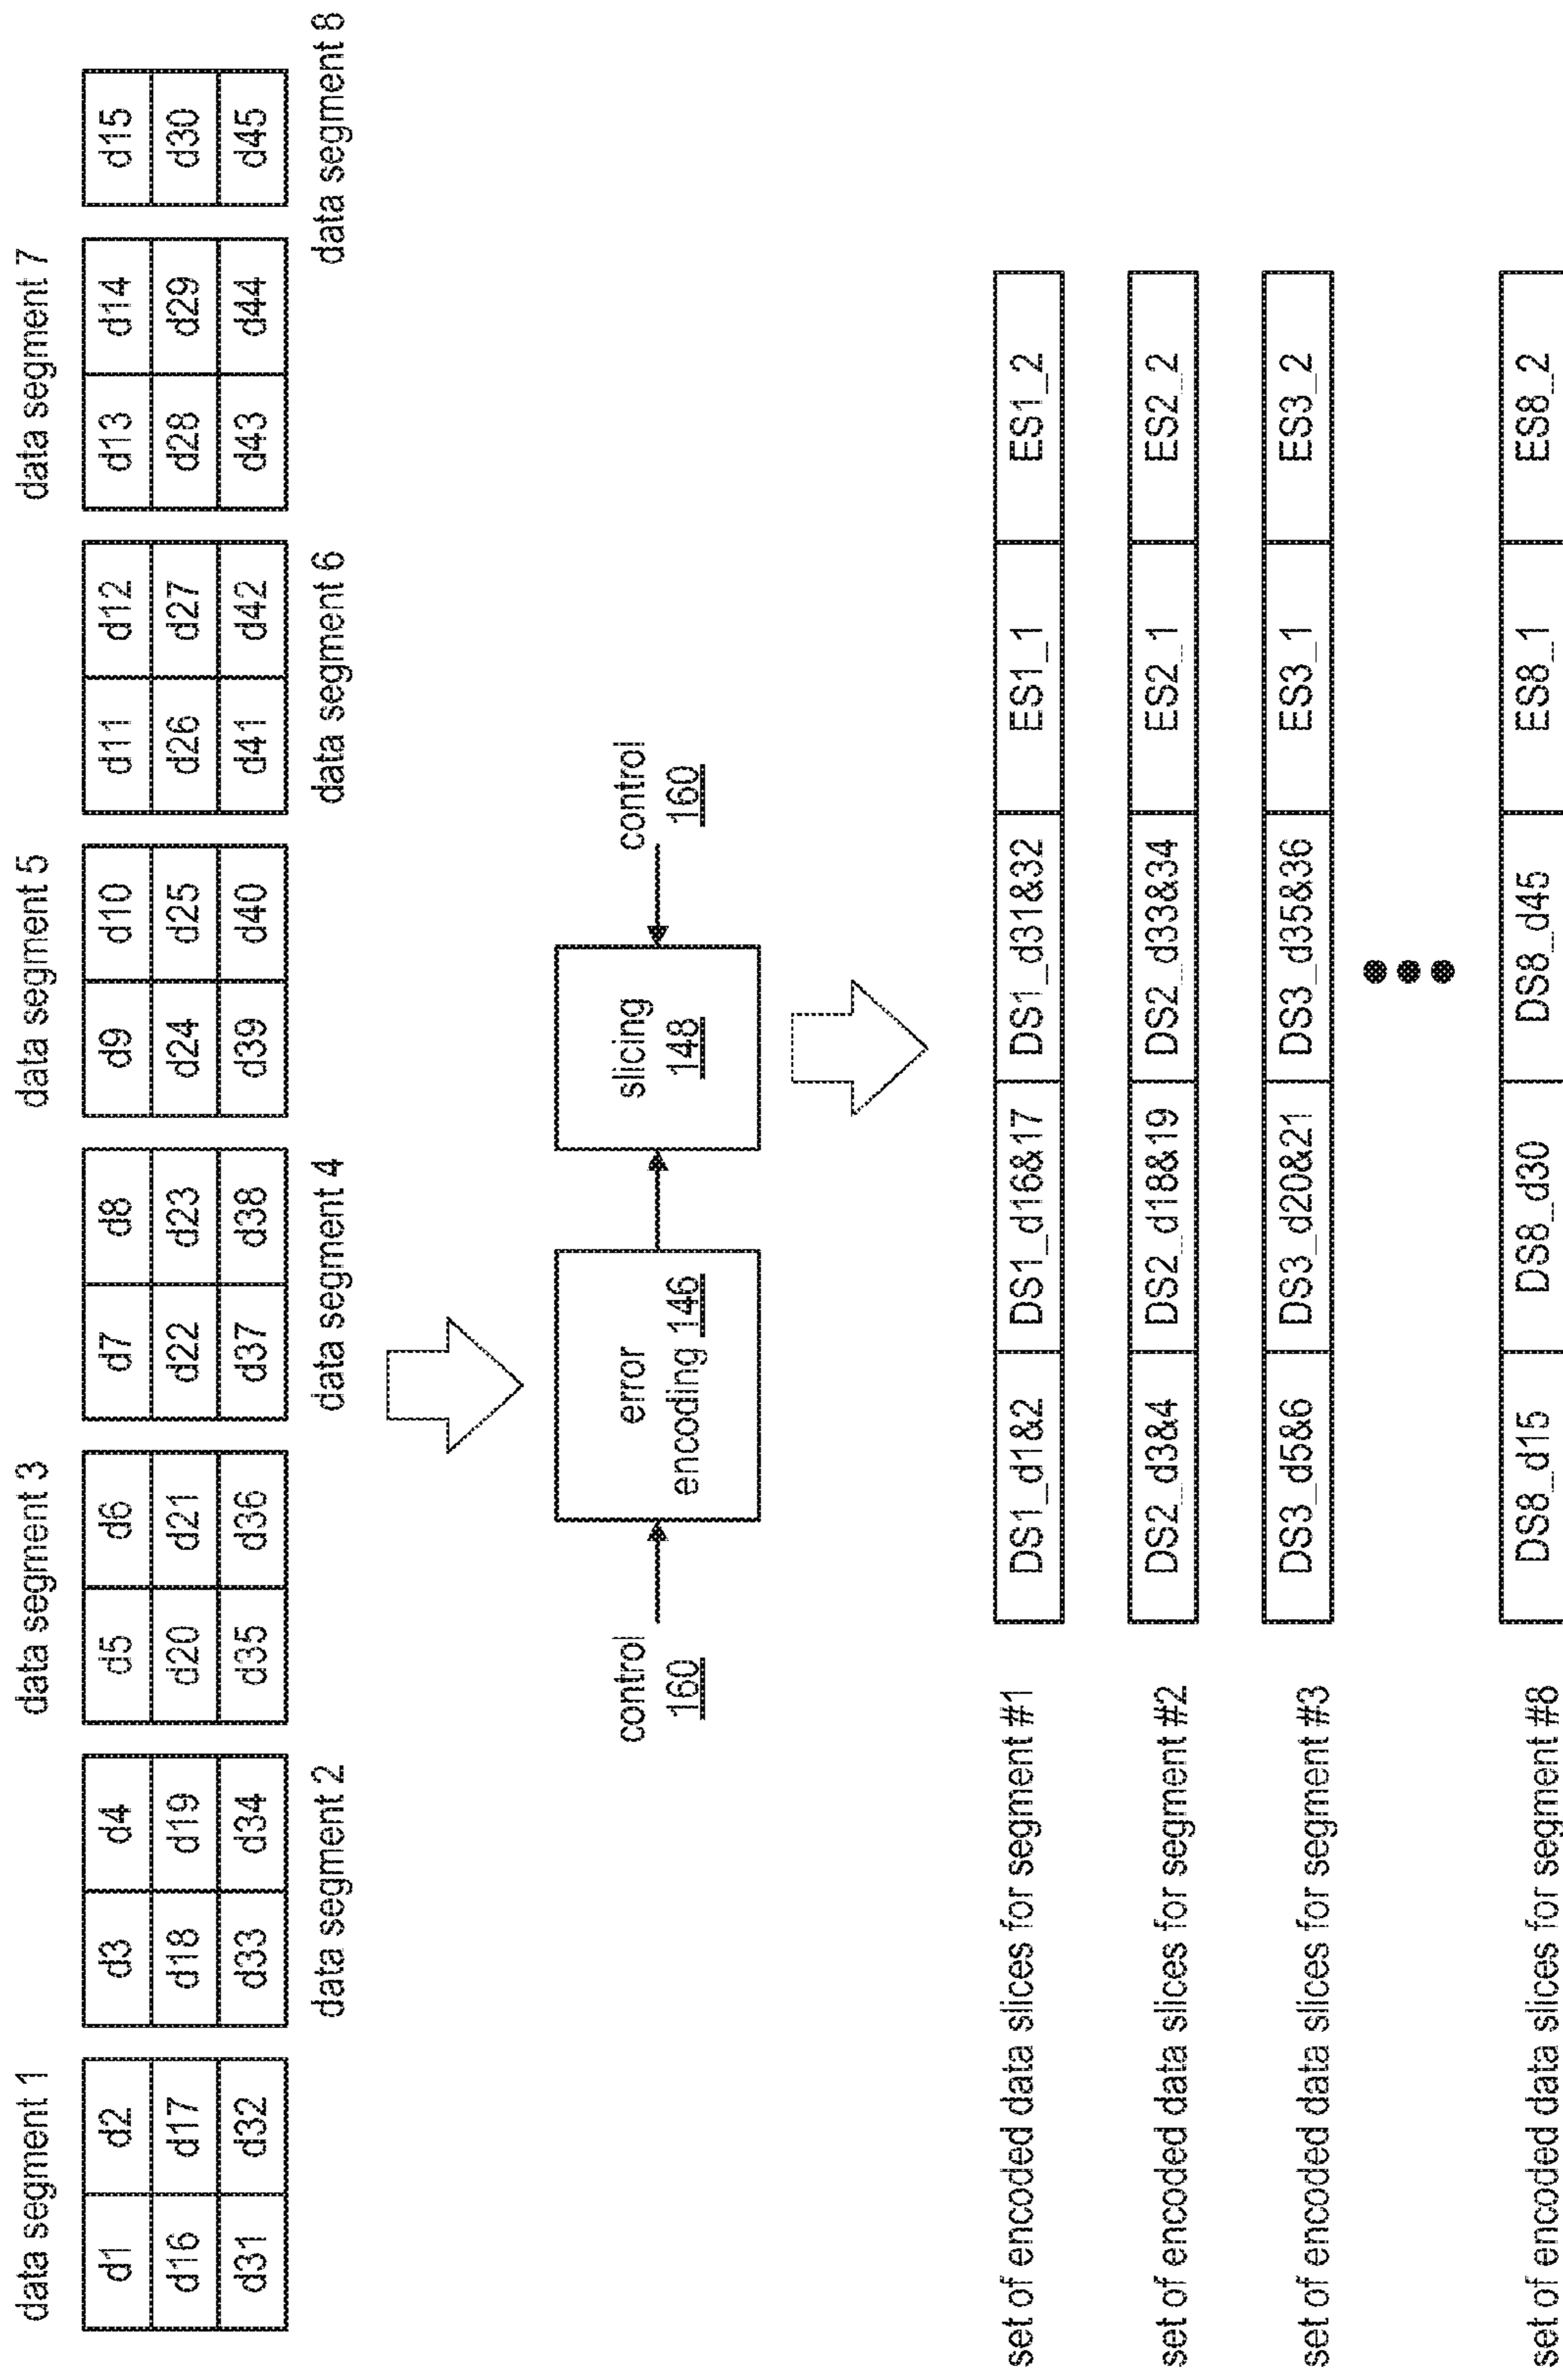 data segment 1 data segment 3 data segment 5 data segment 7
d1 d2 d3 d4 d5 d6 d7 d8 d9 d10 d11 d12 d13 d14 d15
d16 d17 d18 d19 d20 d21 d22 d23 d24 d25 d26 d27 d28 d29 d30
d31 d32 d33 d34 d35 d36 d37 d38 d39 d40 d41 d42 d43 d44 d45
data segment 2 data segment 4 data segment 6 data segment 8
control
160
error
encoding 146
slicing
148
control
160
set of encoded data slices for segment #1 DS1_d1&2 DS1_d16&17 DS1_d31&32 ES1_1 ES1_2
set of encoded data slices for segment #2 DS2_d3&4 DS2_d18&19 DS2_d33&34 ES2_1 ES2_2
set of encoded data slices for segment #3 DS3_d5&6 DS3_d20&21 DS3_d35&36 ES3_1 ES3_2
set of encoded data slices for segment #8 DS8_d15 DS8_d30 DS8_d45 ES8_1 ES8_2